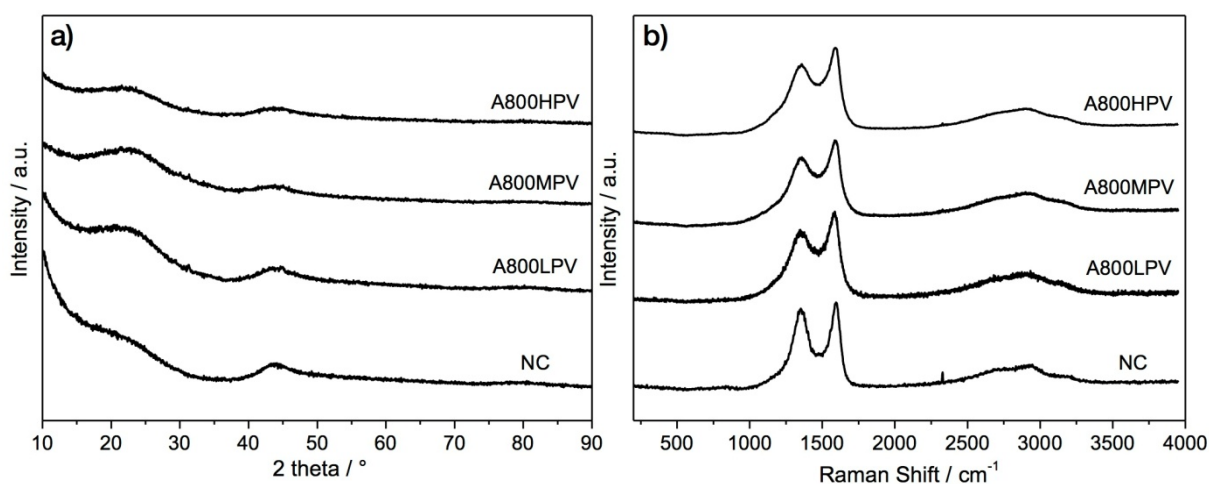 a)
A800HPV
A800MPV
A800LPV
NC
Intensity / a.u.
10 20 30 40 50 60 70 80 90
2 theta / °
b)
A800HPV
A800MPV
A800LPV
NC
Intensity / a.u.
500 1000 1500 2000 2500 3000 3500 4000
Raman Shift / cm⁻¹